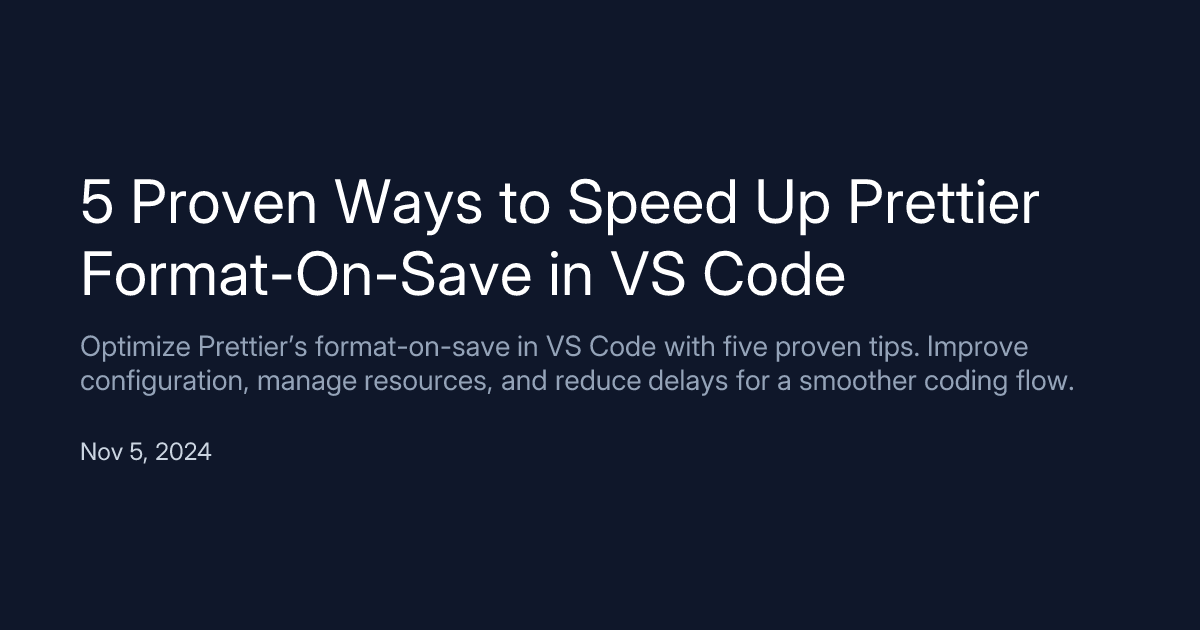 5 Proven Ways to Speed Up Prettier
Format-On-Save in VS Code
Optimize Prettier’s format-on-save in VS Code with five proven tips. Improve
configuration, manage resources, and reduce delays for a smoother coding flow.
Nov 5, 2024